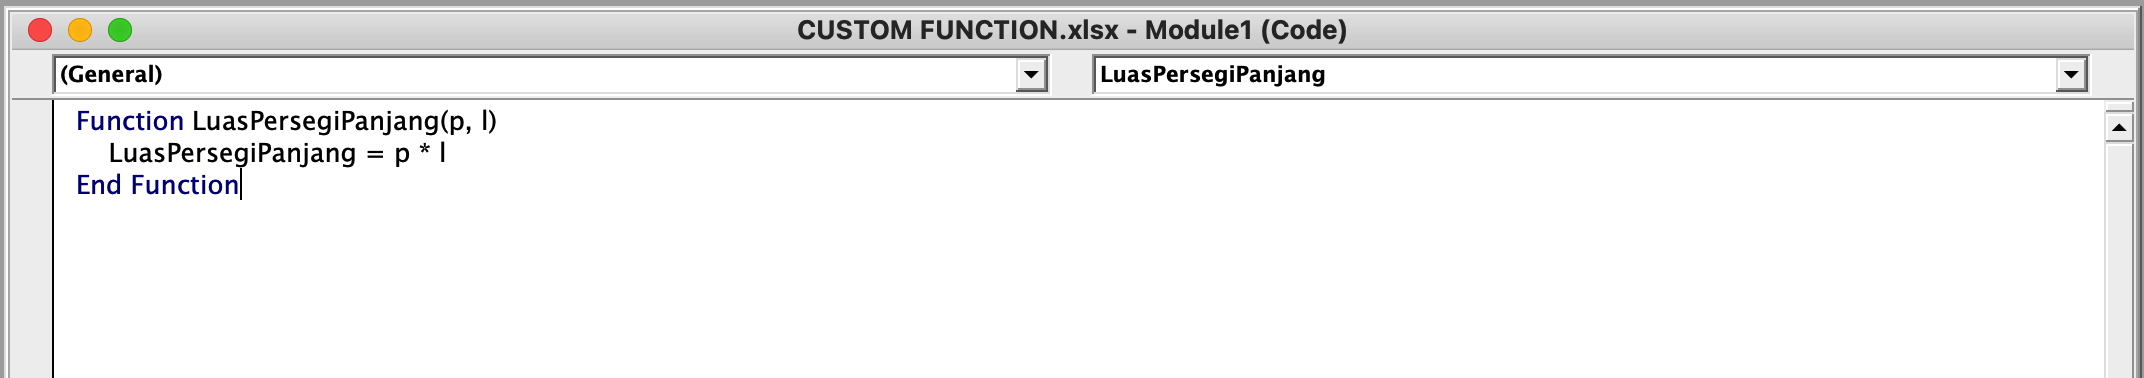 CUSTOM FUNCTION.xlsx - Module1 (Code)
(General)
LuasPersegiPanjang
Function LuasPersegiPanjang(p, l)
LuasPersegiPanjang = p * l
End Function